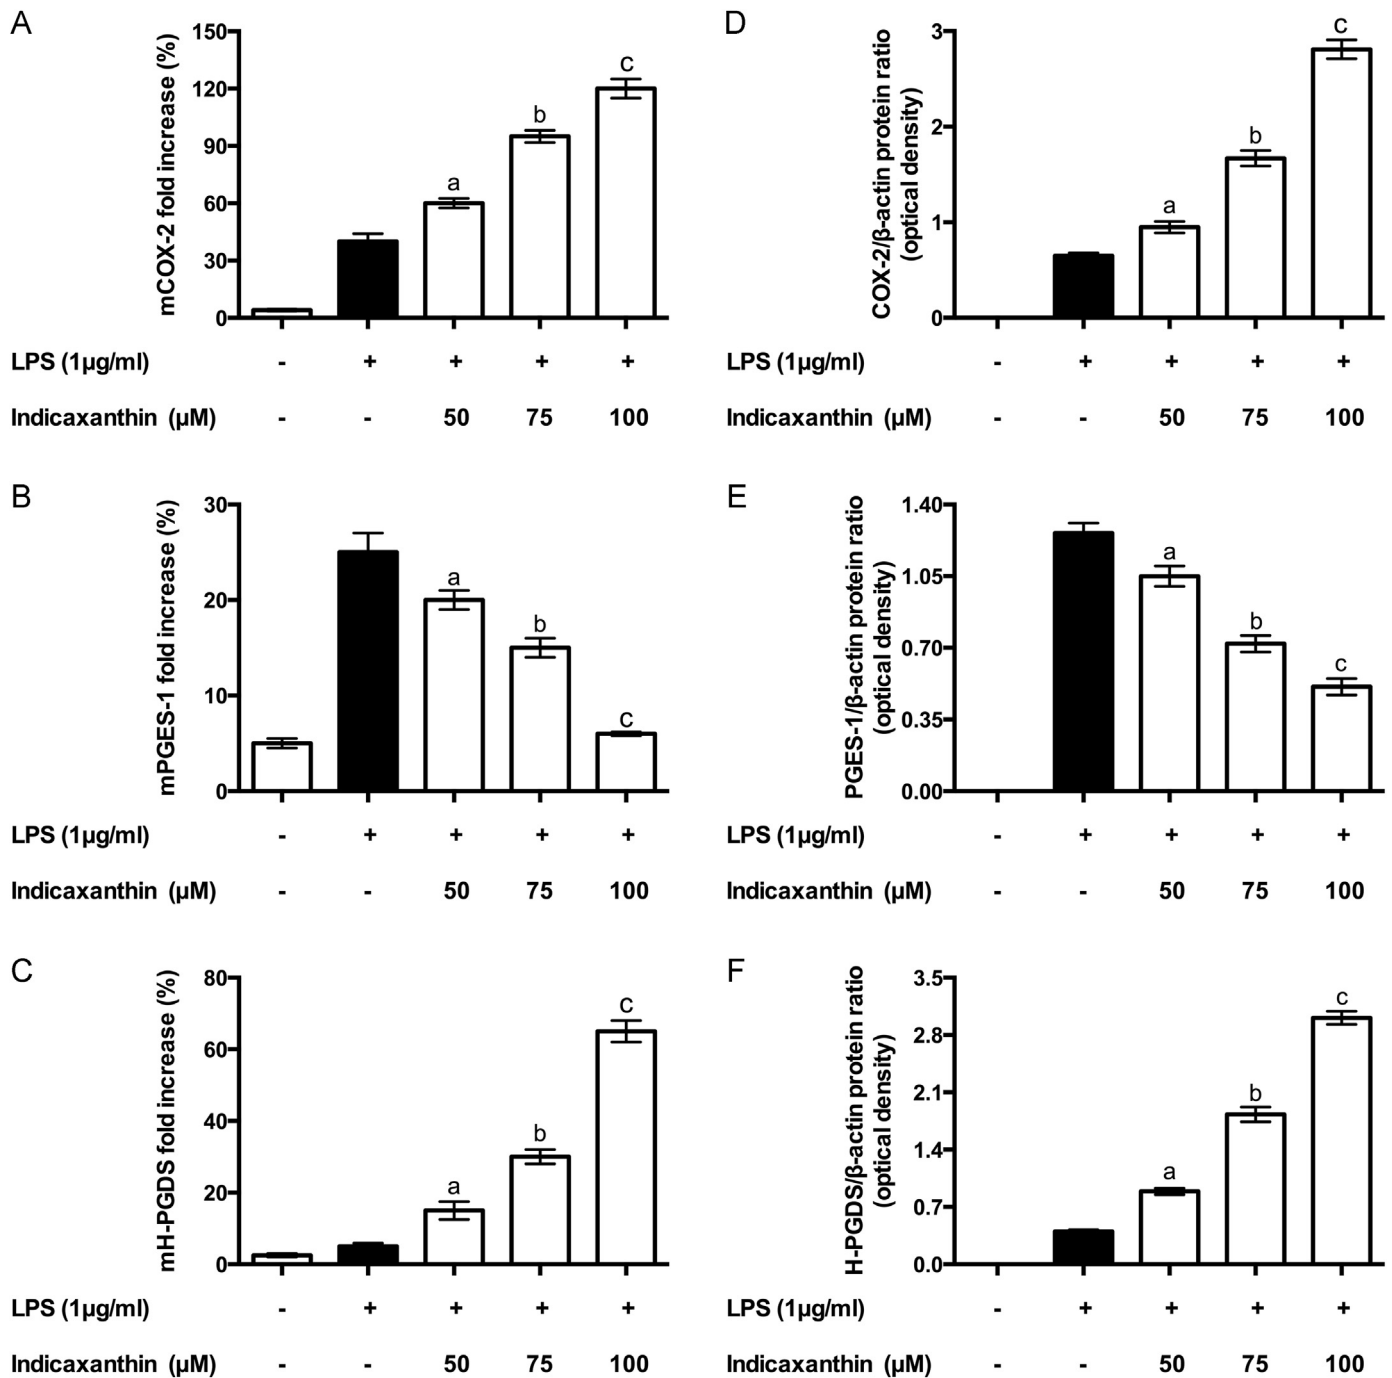 A
mCOX-2 fold increase (%)
150
120
90
60
30
0
a
b
c
LPS (1µg/ml) - + + + +
Indicaxanthin (µM) - - 50 75 100
D
COX-2/β-actin protein ratio
(optical density)
3
2
1
0
a
b
c
LPS (1µg/ml) - + + + +
Indicaxanthin (µM) - - 50 75 100
B
mPGES-1 fold increase (%)
30
20
10
0
a
b
c
LPS (1µg/ml) - + + + +
Indicaxanthin (µM) - - 50 75 100
E
PGES-1/β-actin protein ratio
(optical density)
1.40
1.05
0.70
0.35
0.00
a
b
c
LPS (1µg/ml) - + + + +
Indicaxanthin (µM) - - 50 75 100
C
mH-PGDS fold increase (%)
80
60
40
20
0
a
b
c
LPS (1µg/ml) - + + + +
Indicaxanthin (µM) - - 50 75 100
F
H-PGDS/β-actin protein ratio
(optical density)
3.5
2.8
2.1
1.4
0.7
0.0
a
b
c
LPS (1µg/ml) - + + + +
Indicaxanthin (µM) - - 50 75 100